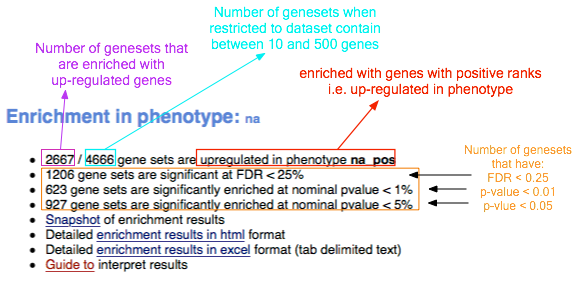 Number of genesets when
restricted to dataset contain
between 10 and 500 genes
Number of genesets that
are enriched with
up-regulated genes
enriched with genes with positive ranks
i.e. up-regulated in phenotype
Enrichment in phenotype: na
• 2667 / 4666 gene sets are upregulated in phenotype na_pos
• 1206 gene sets are significant at FDR < 25%
• 623 gene sets are significantly enriched at nominal pvalue < 1%
• 927 gene sets are significantly enriched at nominal pvalue < 5%
• Snapshot of enrichment results
• Detailed enrichment results in html format
• Detailed enrichment results in excel format (tab delimited text)
• Guide to interpret results
Number of genesets
that have:
FDR < 0.25
p-value < 0.01
p-vlue < 0.05